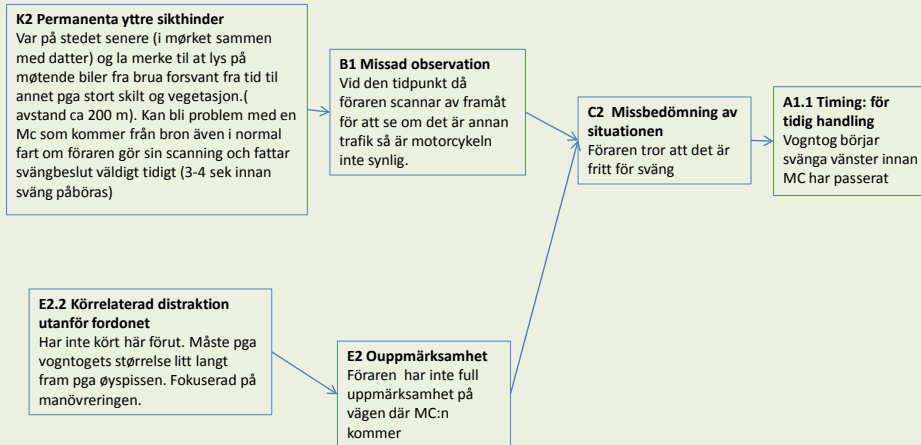 K2 Permanenta yttre sikthinder
Var på stedet senere (i mørket sammen
med datter) og la merke til at lys på
møtende biler fra brua forsvant fra tid til
annet pga stort skilt og vegetasjon.(
avstand ca 200 m). Kan bli problem med en
Mc som kommer från bron även i normal
fart om föraren gör sin scanning och fattar
svängbeslut väldigt tidigt (3-4 sek innan
sväng påböras)
B1 Missad observation
Vid den tidpunkt då
föraren scannar av framåt
för att se om det är annan
trafik så är motorcykeln
inte synlig.
C2 Missbedömning av
situationen
Föraren tror att det är
fritt för sväng
A1.1 Timing: för
tidig handling
Vogntog börjar
svänga vänster innan
MC har passerat
E2.2 Körrelaterad distraktion
utanför fordonet
Har inte kört här förut. Måste pga
vogntogets størrelse litt langt
fram pga øyspissen. Fokuserad på
manövreringen.
E2 Ouppmärksamhet
Föraren har inte full
uppmärksamhet på
vägen där MC:n
kommer